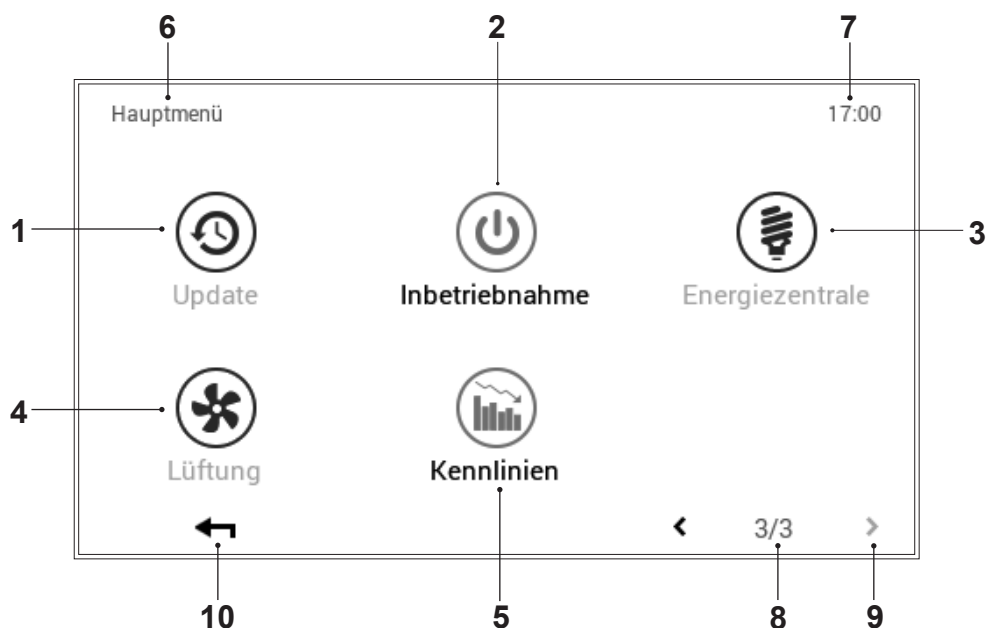 6 2 7
Hauptmenü 17:00
1 3
Update Inbetriebnahme Energiezentrale
4
Lüftung Kennlinien
3/3
10 5 8 9